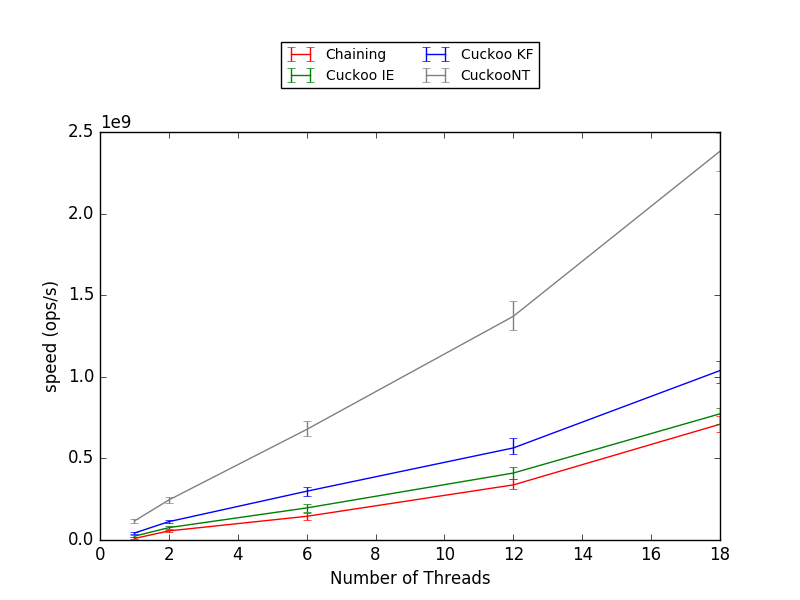 Chaining Cuckoo KF
Cuckoo IE CuckooNT
1e9
2.5
2.0
1.5
1.0
0.5
0.0
speed (ops/s)
0 2 4 6 8 10 12 14 16 18
Number of Threads